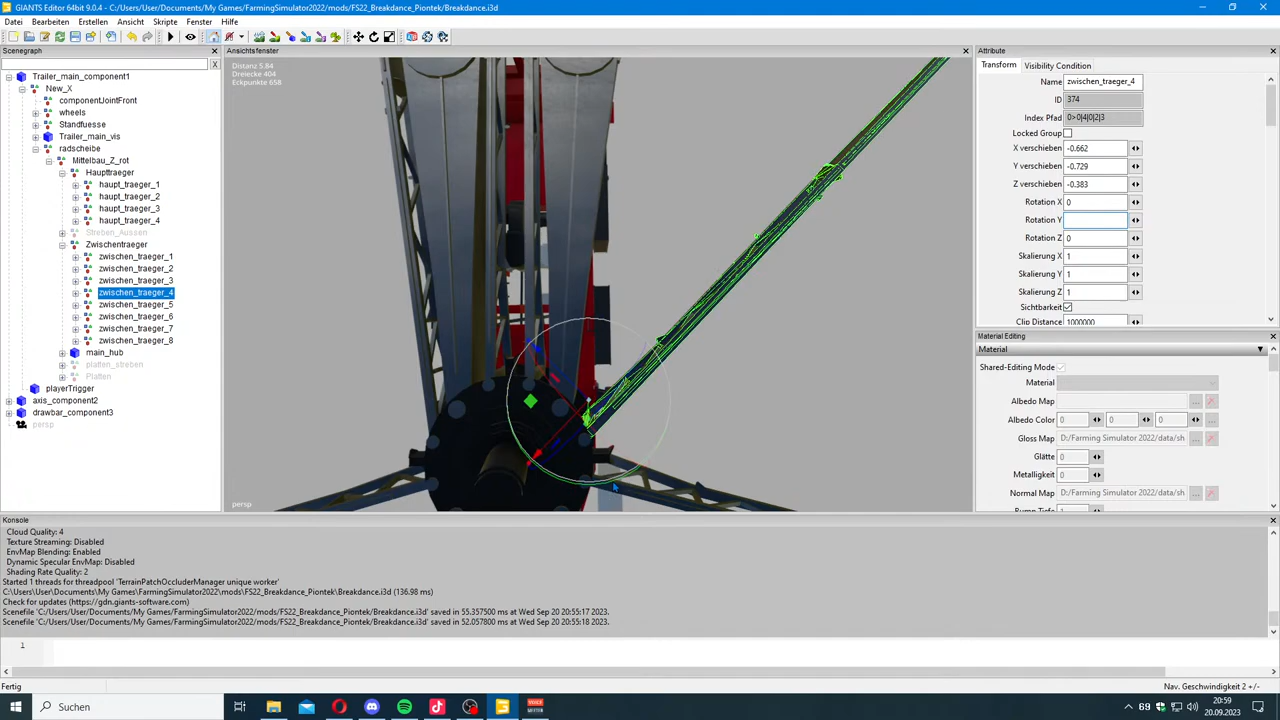 GIANTS Editor 64bit 9.0.4 - C:/Users/User/Documents/My Games/FarmingSimulator2022/mods/FS22_Breakdance_Piontek/Breakdance.i3d
Datei Bearbeiten Erstellen Ansicht Skripte Fenster Hilfe
Scenegraph
X
Trailer_main_component1
New_X
componentJointFront
wheels
Standfuesse
Trailer_main_vis
radscheibe
Mittelbau_Z_rot
Haupttraeger
haupt_traeger_1
haupt_traeger_2
haupt_traeger_3
haupt_traeger_4
Streben_Aussen
Zwischentraeger
zwischen_traeger_1
zwischen_traeger_2
zwischen_traeger_3
zwischen_traeger_4
zwischen_traeger_5
zwischen_traeger_6
zwischen_traeger_7
zwischen_traeger_8
main_hub
platten_streben
Platten
playerTrigger
axis_component2
drawbar_component3
persp
Ansichtsfenster
Distanz 5.84
Dreiecke 404
Eckpunkte 658
persp
Attribute
Transform Visibility Condition
Name zwischen_traeger_4
ID 374
Index Pfad 0>0|4|0|2|3
Locked Group
X verschieben -0.662
Y verschieben -0.729
Z verschieben -0.383
Rotation X 0
Rotation Y
Rotation Z 0
Skalierung X 1
Skalierung Y 1
Skalierung Z 1
Sichtbarkeit
Clip Distance 1000000
Material Editing
Material
Shared-Editing Mode
Material
Albedo Map ...
Albedo Color 0 0 0 ...
Gloss Map D:/Farming Simulator 2022/data/sh ...
Glätte 0
Metalligkeit 0
Normal Map D:/Farming Simulator 2022/data/sh ...
Bump Tiefe
Konsole
Cloud Quality: 4
Texture Streaming: Disabled
EnvMap Blending: Enabled
Dynamic Specular EnvMap: Disabled
Shading Rate Quality: 2
Started 1 threads for threadpool 'TerrainPatchOccluderManager unique worker'
C:\Users\User\Documents\My Games\FarmingSimulator2022\mods\FS22_Breakdance_Piontek\Breakdance.i3d (136.98 ms)
Check for updates (https://gdn.giants-software.com)
Scenefile 'C:/Users/User/Documents/My Games/FarmingSimulator2022/mods/FS22_Breakdance_Piontek/Breakdance.i3d' saved in 55.357500 ms at Wed Sep 20 20:55:17 2023.
Scenefile 'C:/Users/User/Documents/My Games/FarmingSimulator2022/mods/FS22_Breakdance_Piontek/Breakdance.i3d' saved in 52.057800 ms at Wed Sep 20 20:55:18 2023.
1
Fertig
Nav. Geschwindigkeit 2
Suchen
20:59
20.09.2023